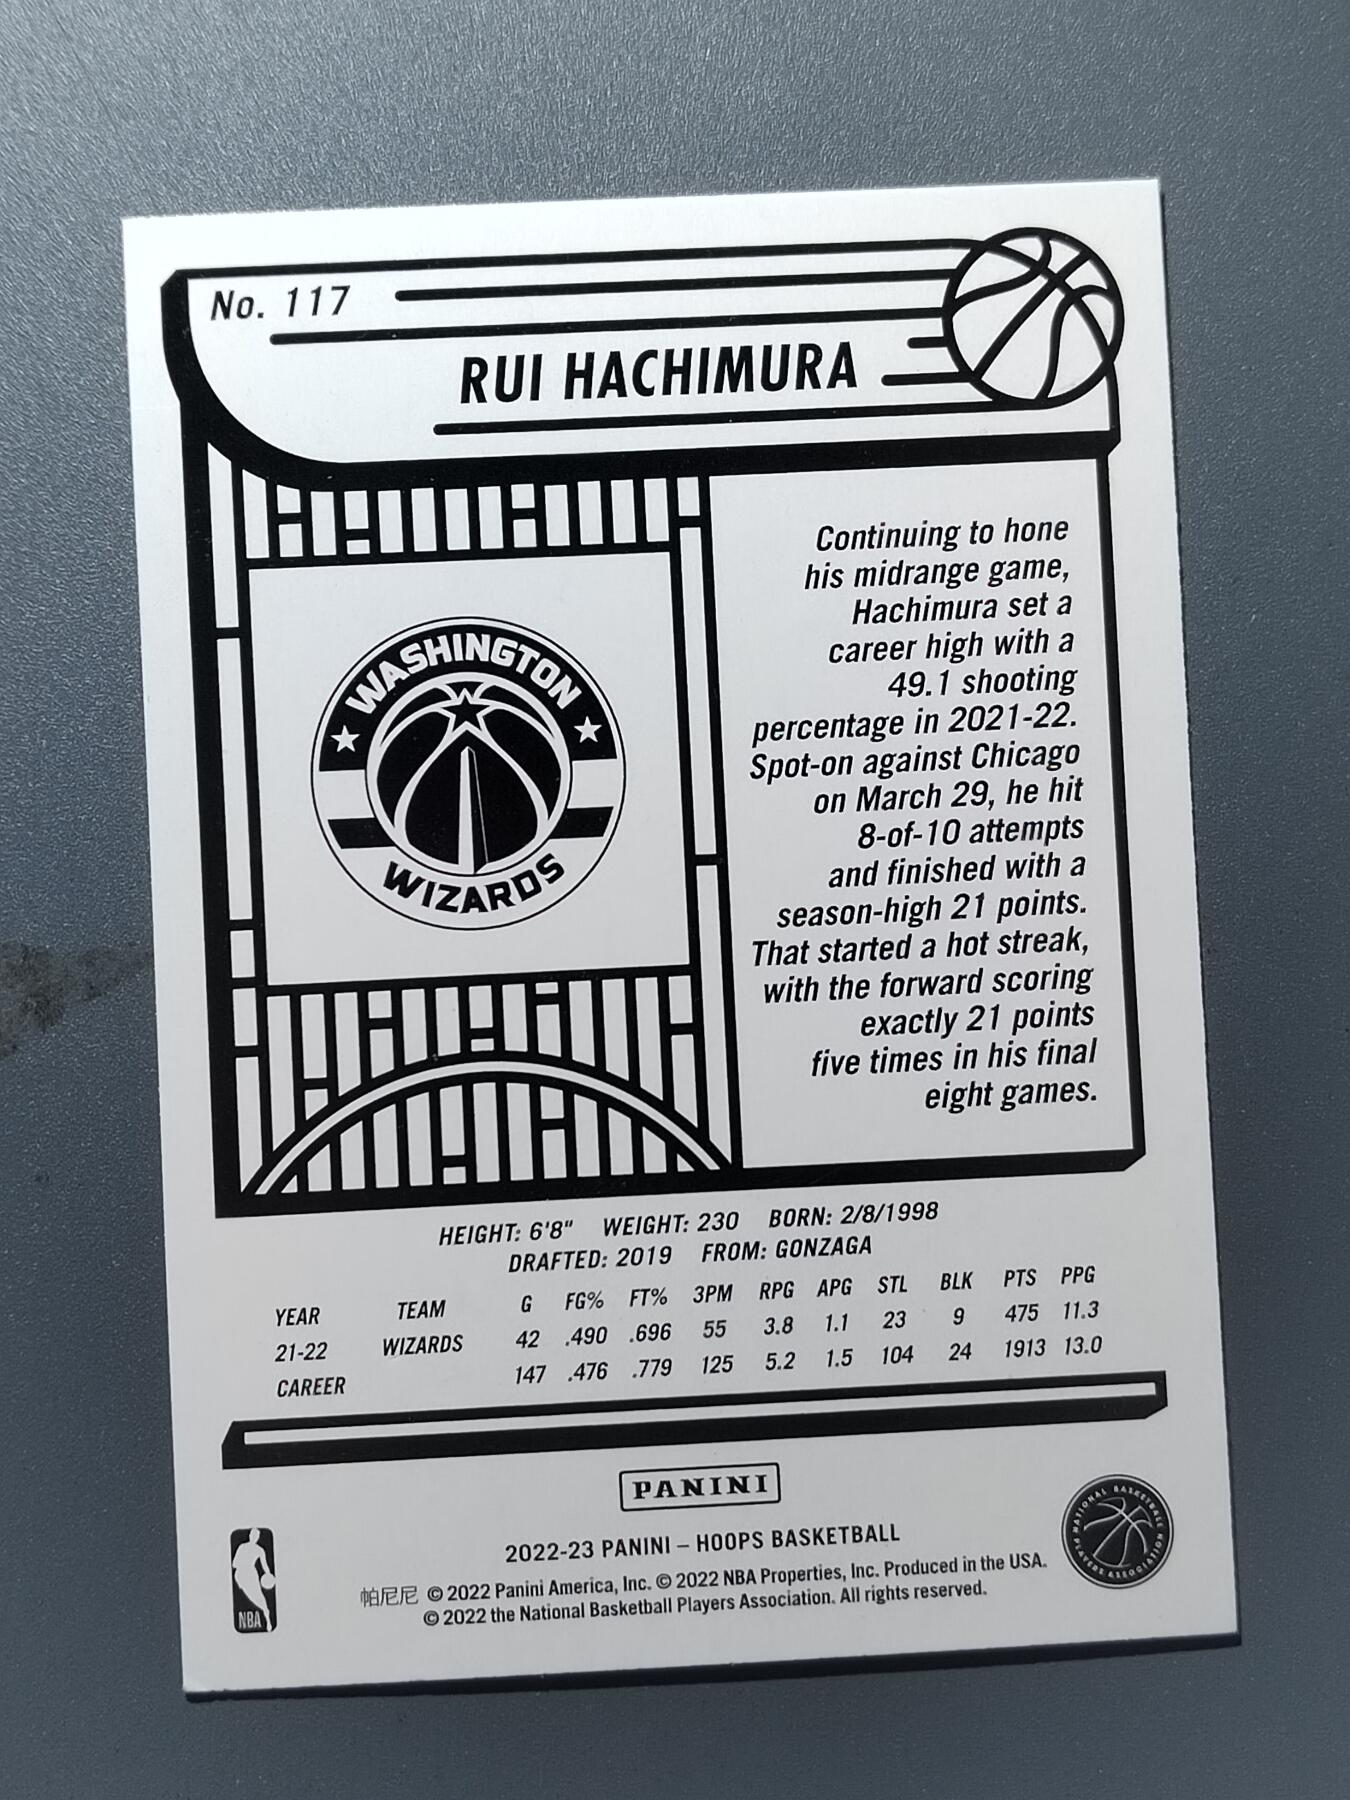 No. 117
RUI HACHIMURA
WASHINGTON
WIZARDS
Continuing to hone
his midrange game,
Hachimura set a
career high with a
49.1 shooting
percentage in 2021-22.
Spot-on against Chicago
on March 29, he hit
8-of-10 attempts
and finished with a
season-high 21 points.
That started a hot streak,
with the forward scoring
exactly 21 points
five times in his final
eight games.
HEIGHT: 6'8" WEIGHT: 230 BORN: 2/8/1998
DRAFTED: 2019 FROM: GONZAGA
YEAR TEAM G FG% FT% 3PM RPG APG STL BLK PTS PPG
21-22 WIZARDS 42 .490 .696 55 3.8 1.1 23 9 475 11.3
CAREER 147 .476 .779 125 5.2 1.5 104 24 1913 13.0
PANINI
2022-23 PANINI – HOOPS BASKETBALL
帕尼尼 © 2022 Panini America, Inc. © 2022 NBA Properties, Inc. Produced in the USA.
© 2022 the National Basketball Players Association. All rights reserved.
NBA
NATIONAL BASKETBALL
PLAYERS ASSOCIATION